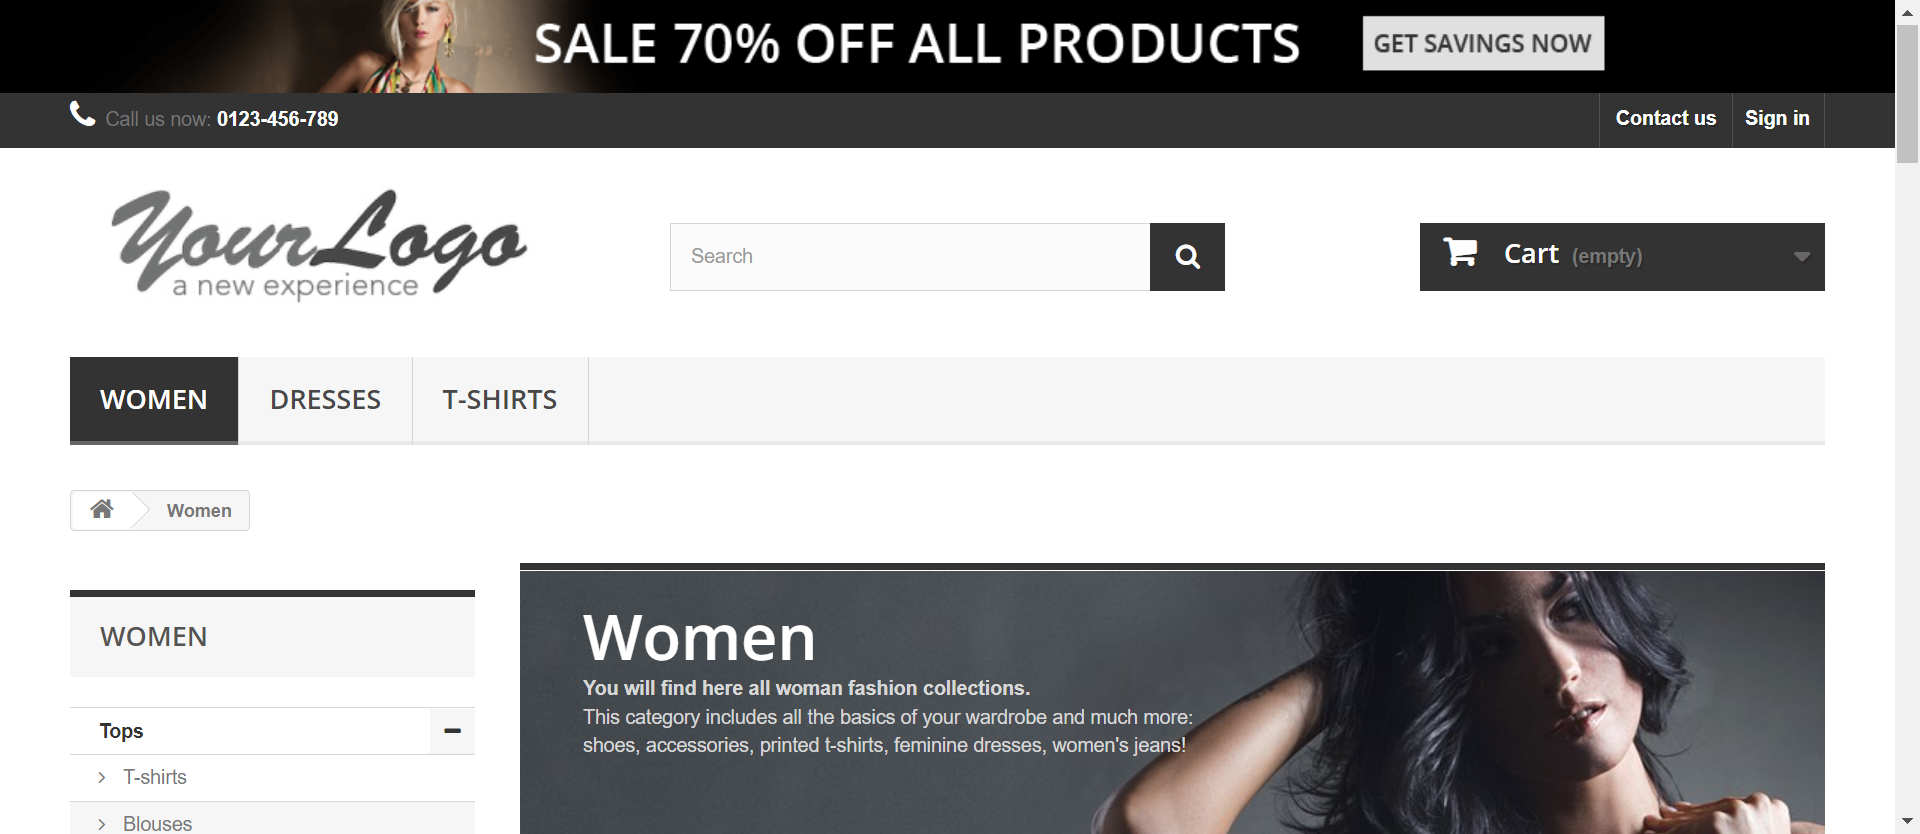 SALE 70% OFF ALL PRODUCTS
GET SAVINGS NOW
Call us now: 0123-456-789
Contact us
Sign in
YourLogo
a new experience
Search
Cart (empty)
WOMEN
DRESSES
T-SHIRTS
Women
WOMEN
Women
You will find here all woman fashion collections.
This category includes all the basics of your wardrobe and much more:
shoes, accessories, printed t-shirts, feminine dresses, women's jeans!
Tops
T-shirts
Blouses